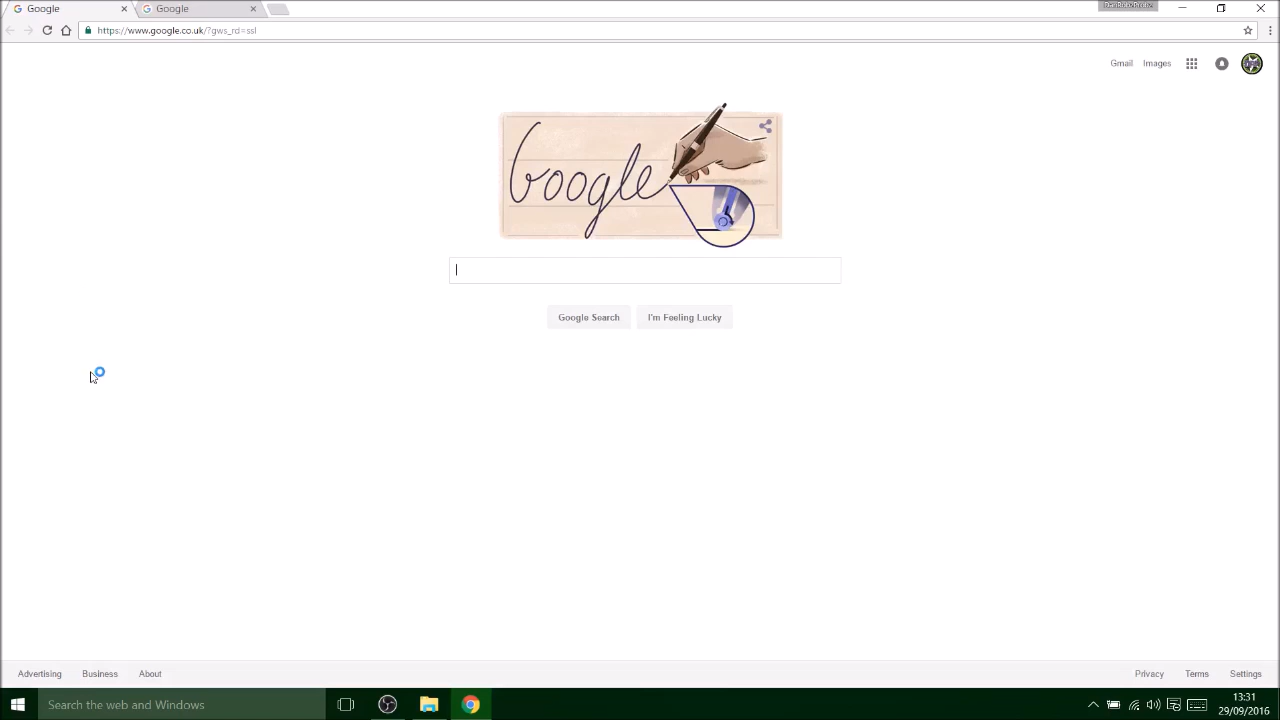 Google
Google
https://www.google.co.uk/?gws_rd=ssl
Gmail
Images
Google
Google Search
I'm Feeling Lucky
Advertising
Business
About
Privacy
Terms
Settings
Search the web and Windows
13:31
29/09/2016